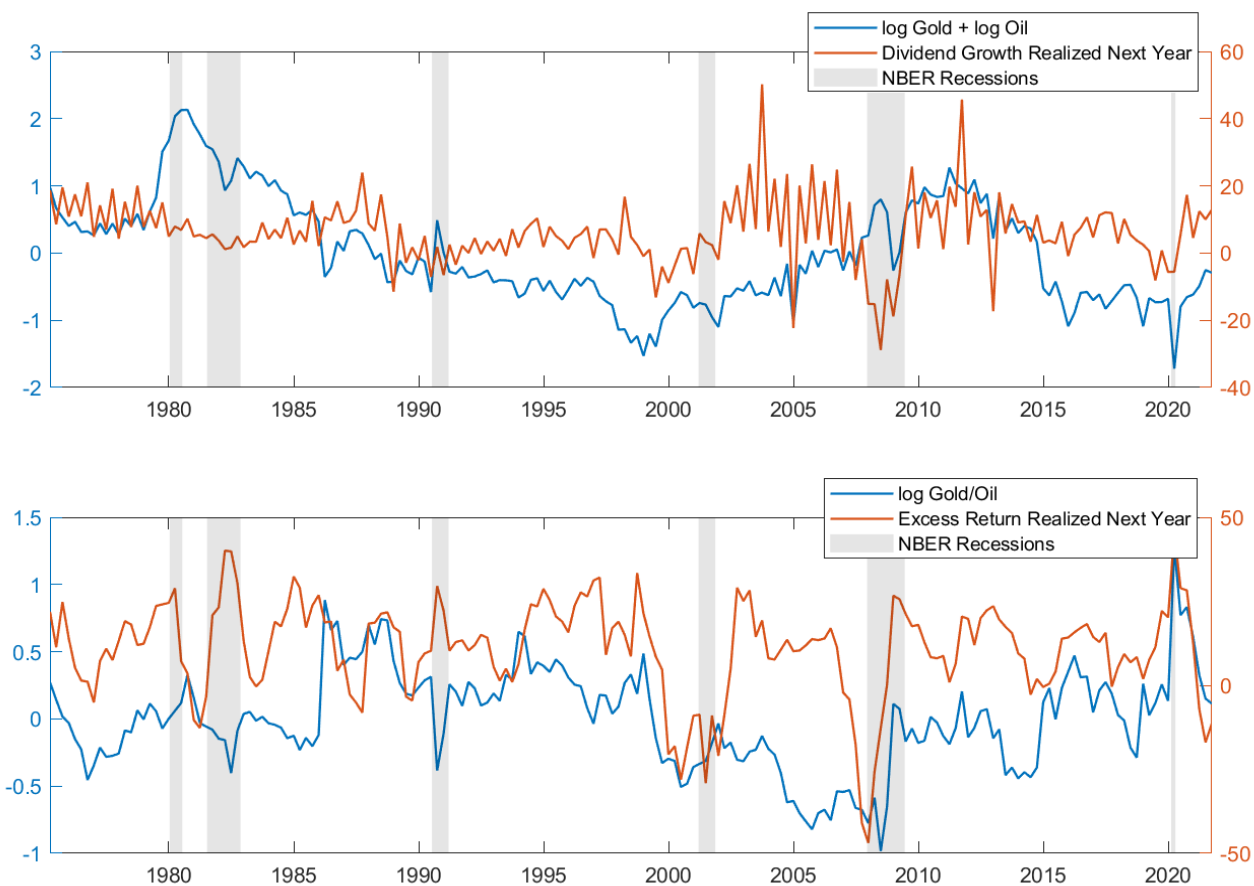 log Gold + log Oil
Dividend Growth Realized Next Year
NBER Recessions
3
2
1
0
-1
-2
60
40
20
0
-20
-40
1980 1985 1990 1995 2000 2005 2010 2015 2020
log Gold/Oil
Excess Return Realized Next Year
NBER Recessions
1.5
1
0.5
0
-0.5
-1
50
0
-50
1980 1985 1990 1995 2000 2005 2010 2015 2020